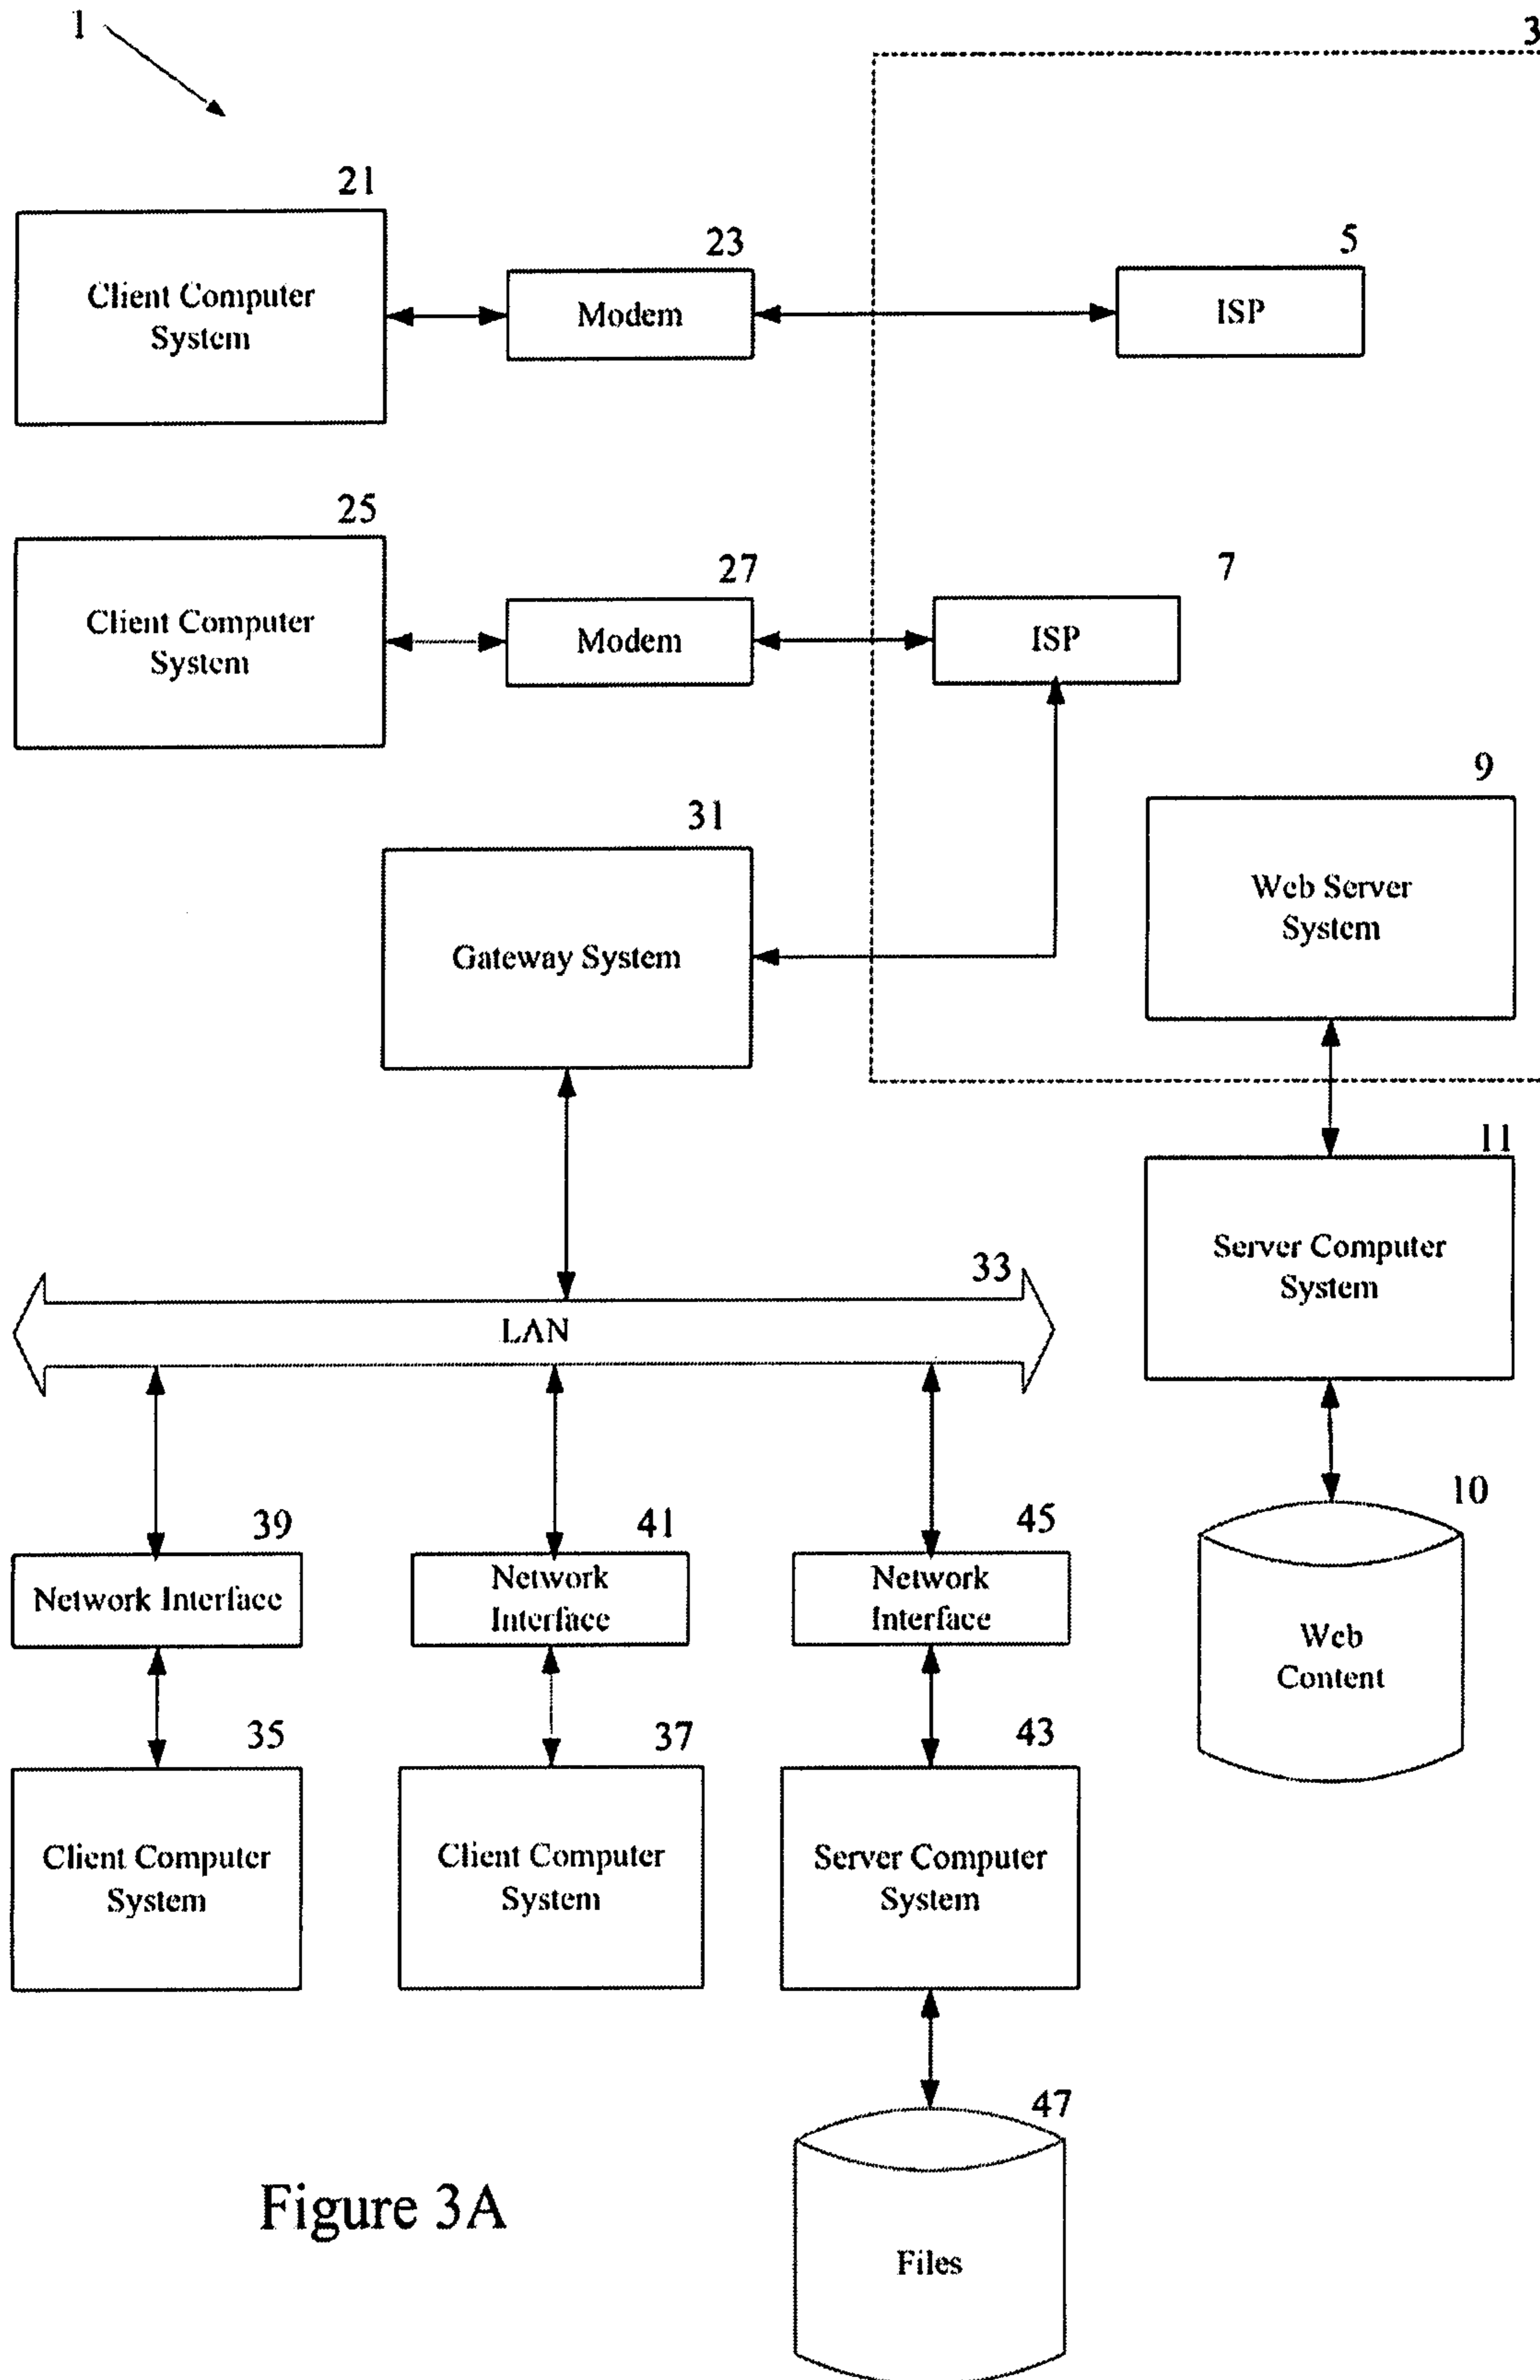 1
3
21
Client Computer
System
23
Modem
5
ISP
25
Client Computer
System
27
Modem
7
ISP
9
Web Server
System
31
Gateway System
11
Server Computer
System
33
LAN
10
Web
Content
39
Network Interface
41
Network
Interface
45
Network
Interface
35
Client Computer
System
37
Client Computer
System
43
Server Computer
System
47
Files
Figure 3A